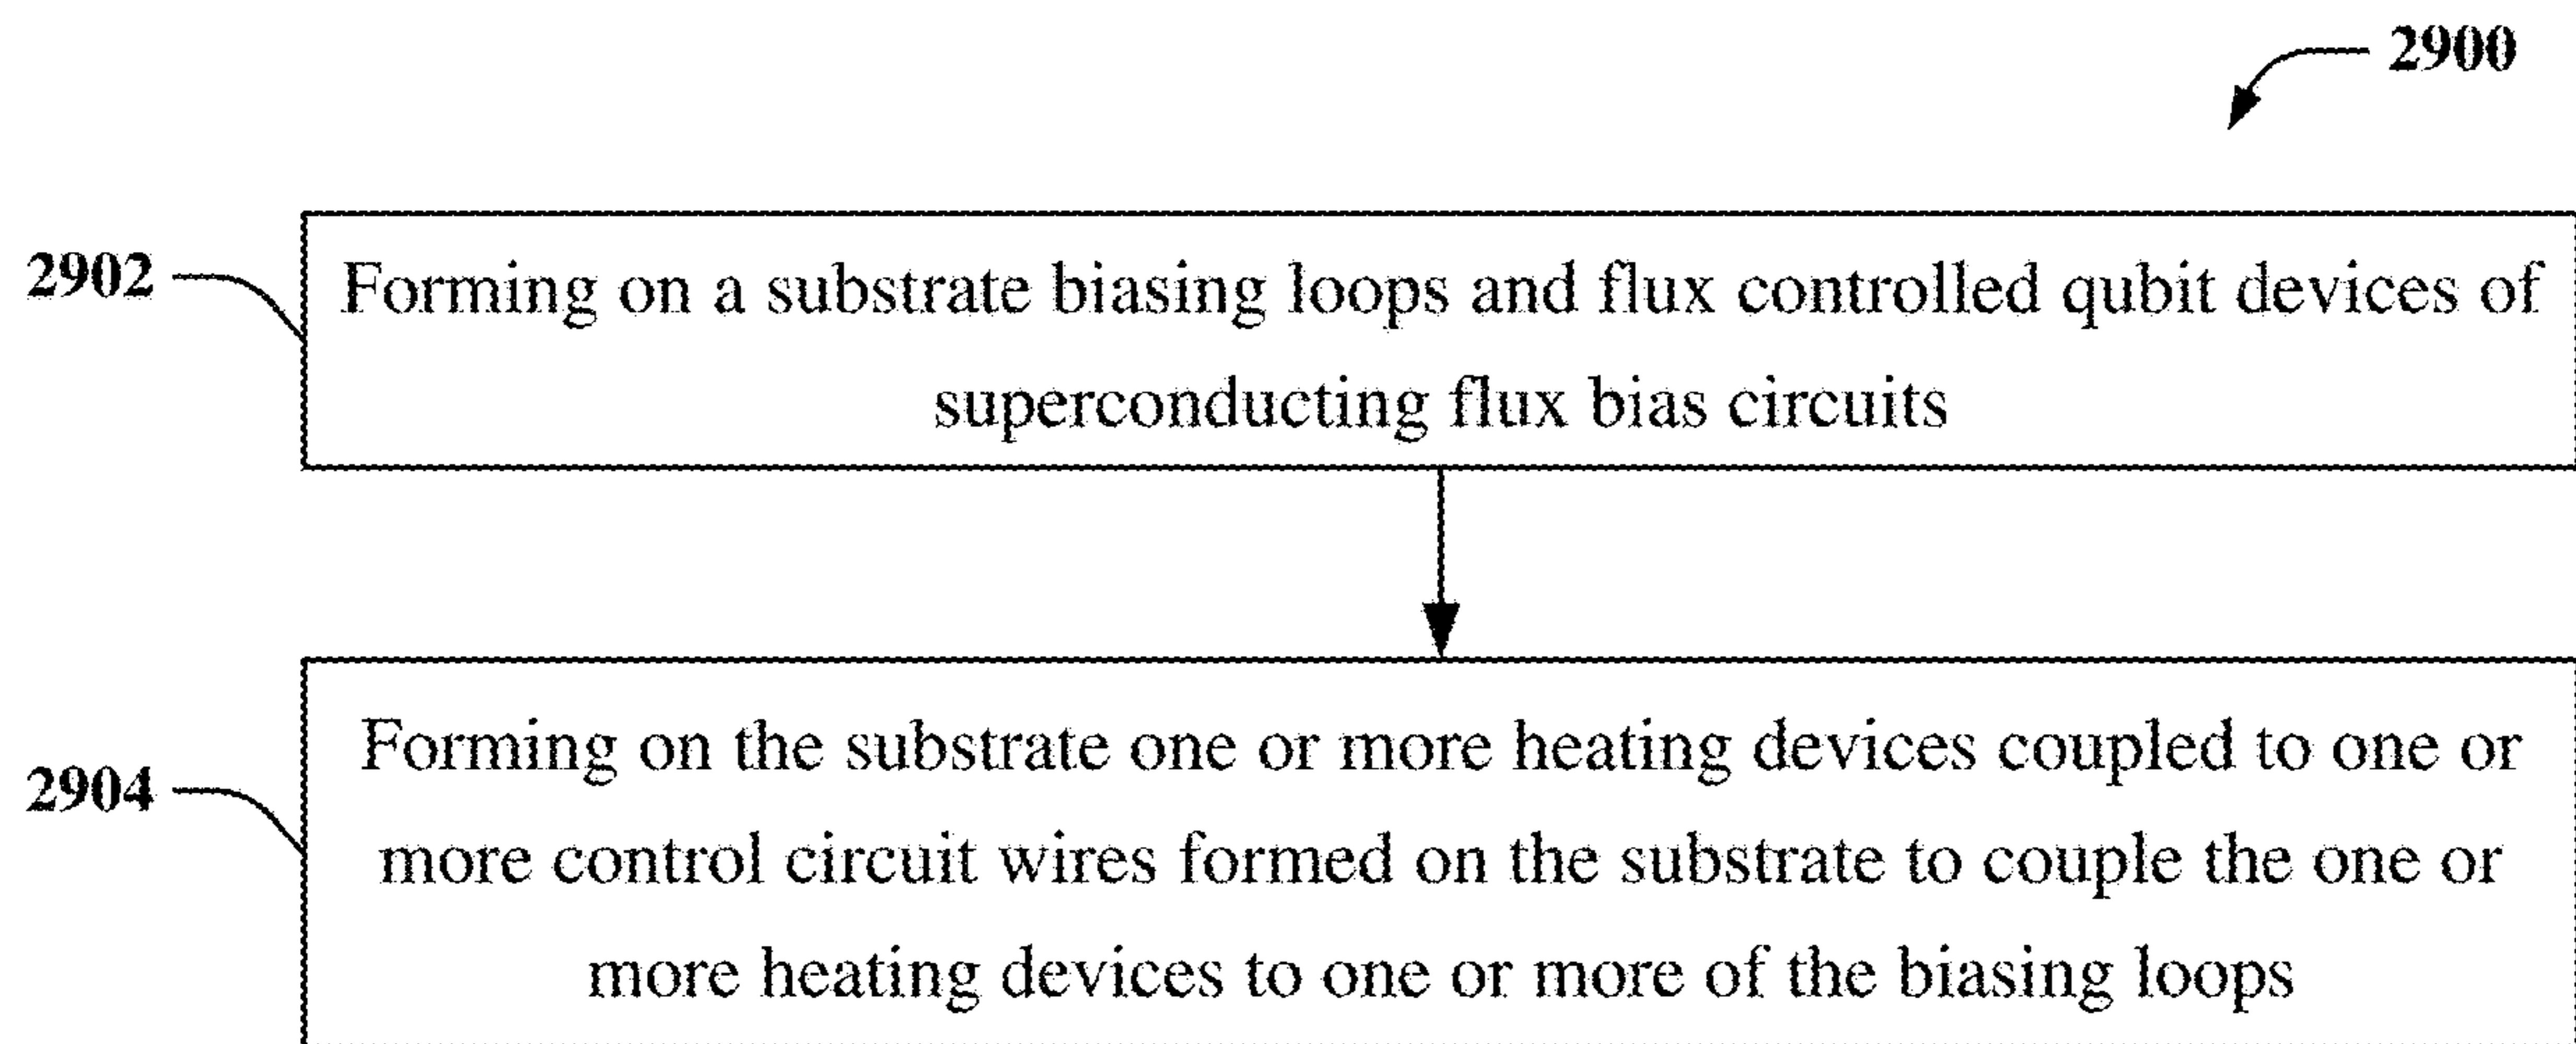 2900
2902
Forming on a substrate biasing loops and flux controlled qubit devices of
superconducting flux bias circuits
2904
Forming on the substrate one or more heating devices coupled to one or
more control circuit wires formed on the substrate to couple the one or
more heating devices to one or more of the biasing loops